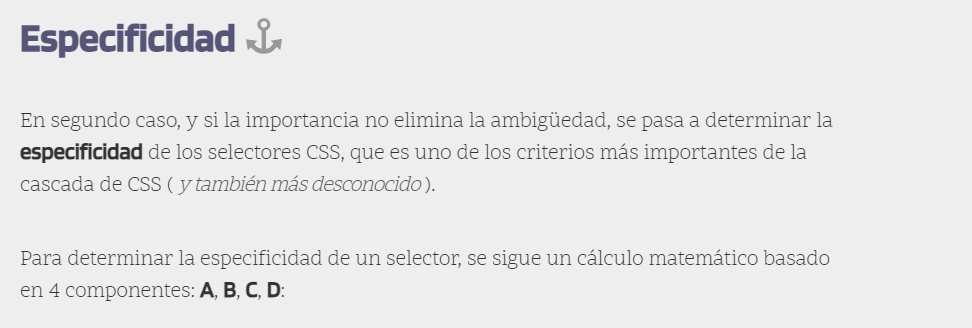 Especificidad
En segundo caso, y si la importancia no elimina la ambigüedad, se pasa a determinar la
especificidad de los selectores CSS, que es uno de los criterios más importantes de la
cascada de CSS ( y también más desconocido ).
Para determinar la especificidad de un selector, se sigue un cálculo matemático basado
en 4 componentes: A, B, C, D: